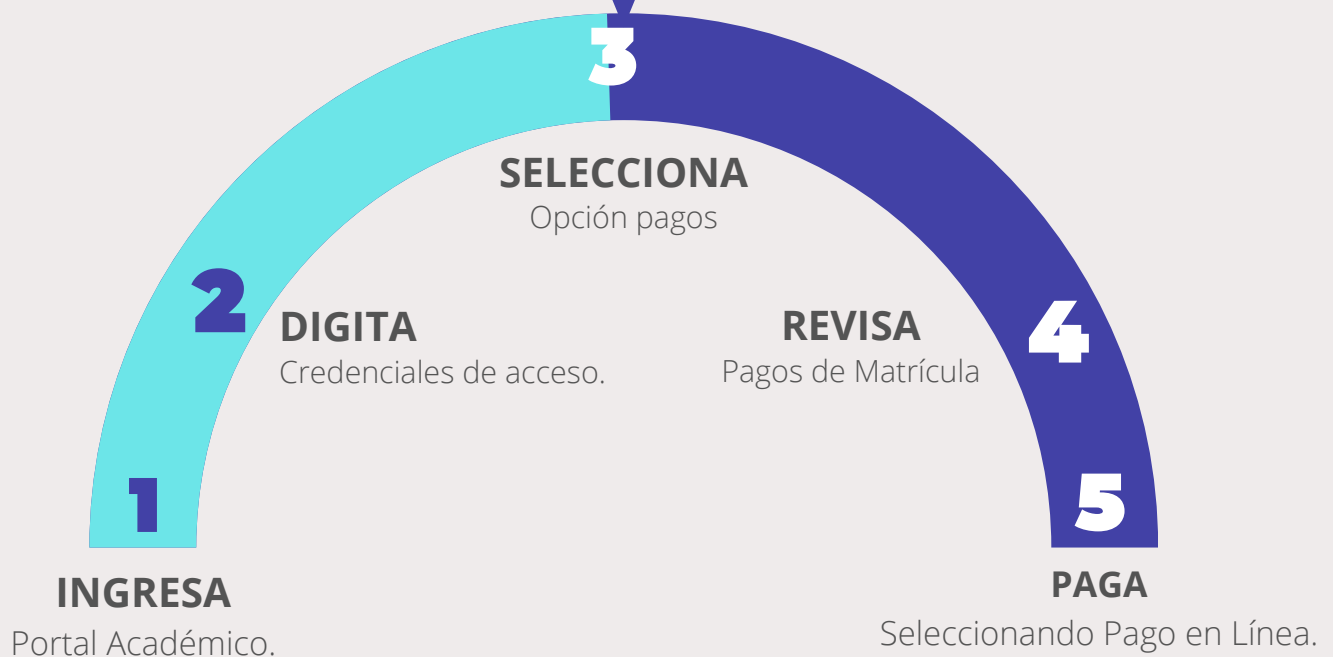 1
INGRESA
Portal Académico.
2
DIGITA
Credenciales de acceso.
3
SELECCIONA
Opción pagos
4
REVISA
Pagos de Matrícula
5
PAGA
Seleccionando Pago en Línea.